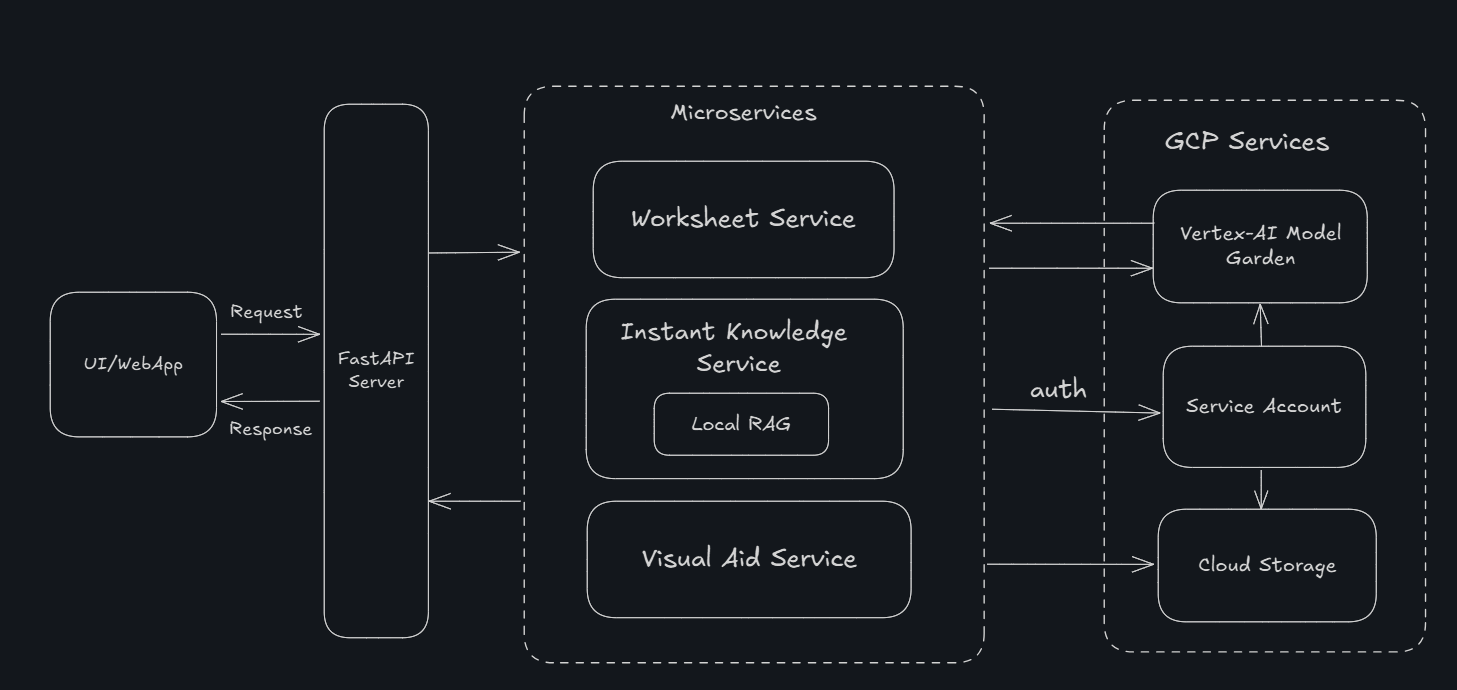 Microservices
GCP Services
Worksheet Service
Vertex-AI Model
Garden
Request
UI/WebApp
Response
FastAPI
Server
Instant Knowledge
Service
Local RAG
auth
Service Account
Visual Aid Service
Cloud Storage